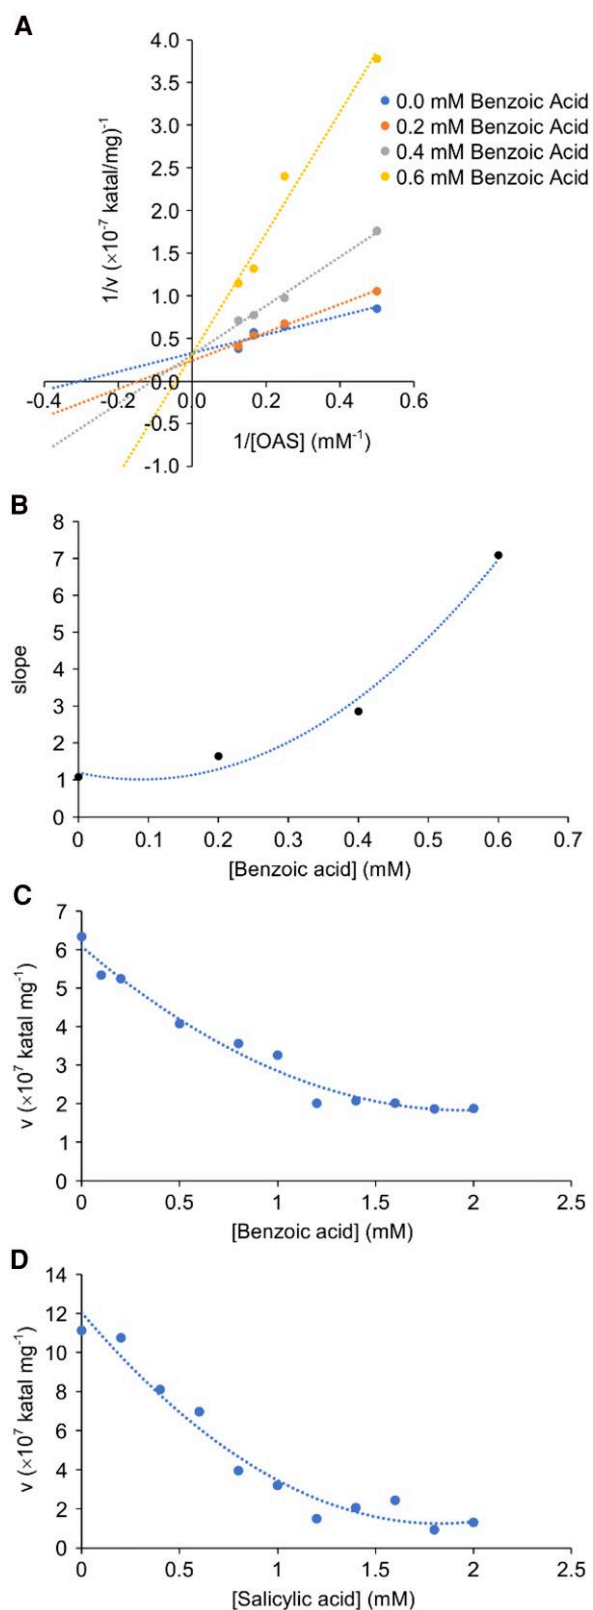 A
4.0
3.5
3.0
2.5
2.0
1.5
1.0
0.5
0.0
-0.5
-1.0
-0.4
-0.2
0.0
0.2
0.4
0.6
1/v (×10⁻⁷ katal/mg)⁻¹
1/[OAS] (mM⁻¹)
0.0 mM Benzoic Acid
0.2 mM Benzoic Acid
0.4 mM Benzoic Acid
0.6 mM Benzoic Acid
B
8
7
6
5
4
3
2
1
0
slope
0 0.1 0.2 0.3 0.4 0.5 0.6 0.7
[Benzoic acid] (mM)
C
7
6
5
4
3
2
1
0
v (×10⁷ katal mg⁻¹)
0 0.5 1 1.5 2 2.5
[Benzoic acid] (mM)
D
14
12
10
8
6
4
2
0
v (×10⁷ katal mg⁻¹)
0 0.5 1 1.5 2 2.5
[Salicylic acid] (mM)